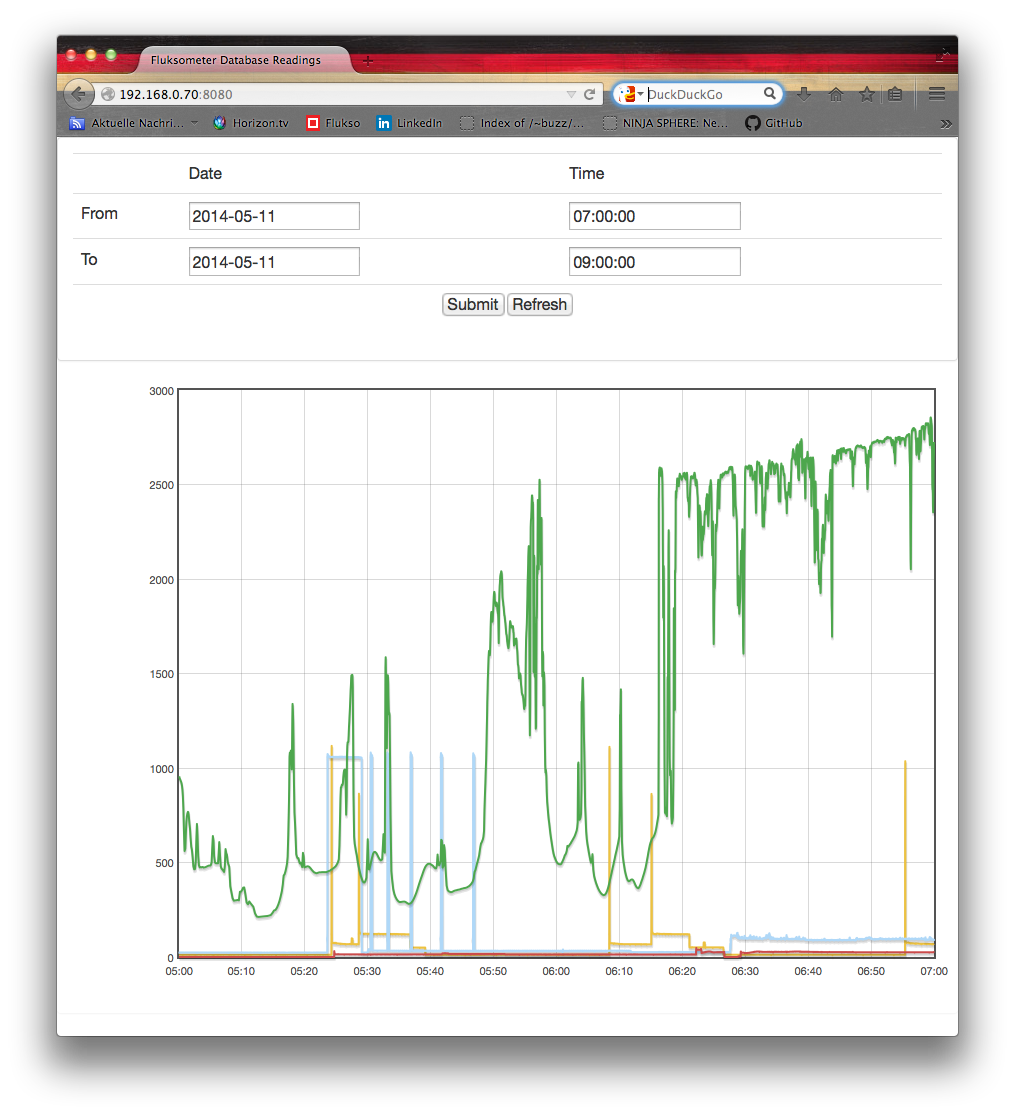 Fluksometer Database Readings
192.168.0.70:8080
DuckDuckGo
Aktuelle Nachri... Horizon.tv Flukso LinkedIn Index of /~buzz/... NINJA SPHERE: Ne... GitHub
Date Time
From 2014-05-11 07:00:00
To 2014-05-11 09:00:00
Submit Refresh
3000
2500
2000
1500
1000
500
0
05:00 05:10 05:20 05:30 05:40 05:50 06:00 06:10 06:20 06:30 06:40 06:50 07:00